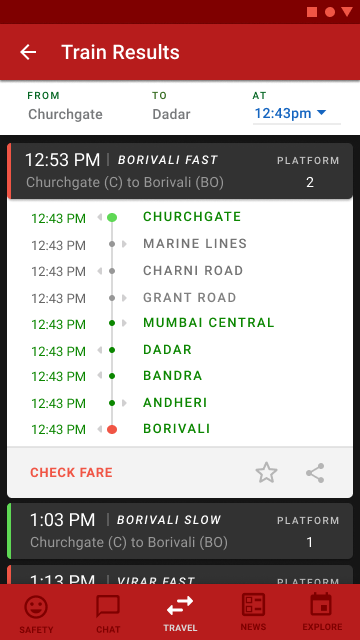 Train Results
FROM TO AT
Churchgate Dadar 12:43pm
12:53 PM | BORIVALI FAST PLATFORM
Churchgate (C) to Borivali (BO) 2
12:43 PM CHURCHGATE
12:43 PM MARINE LINES
12:43 PM CHARNI ROAD
12:43 PM GRANT ROAD
12:43 PM MUMBAI CENTRAL
12:43 PM DADAR
12:43 PM BANDRA
12:43 PM ANDHERI
12:43 PM BORIVALI
CHECK FARE
1:03 PM | BORIVALI SLOW PLATFORM
Churchgate (C) to Borivali (BO) 1
1:13 PM | VIRAR FAST PLATFORM
SAFETY CHAT TRAVEL NEWS EXPLORE